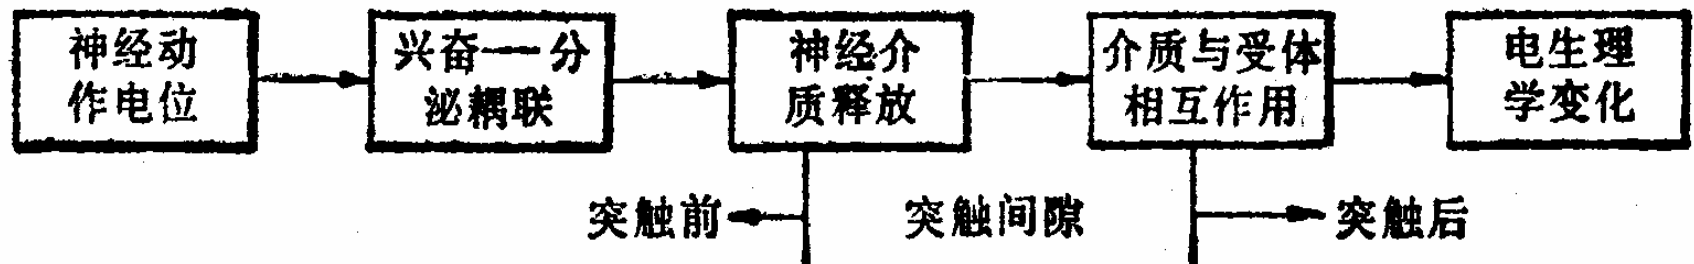 神经动
作电位
兴奋一分
泌耦联
神经介
质释放
介质与受体
相互作用
电生理
学变化
突触前
突触间隙
突触后